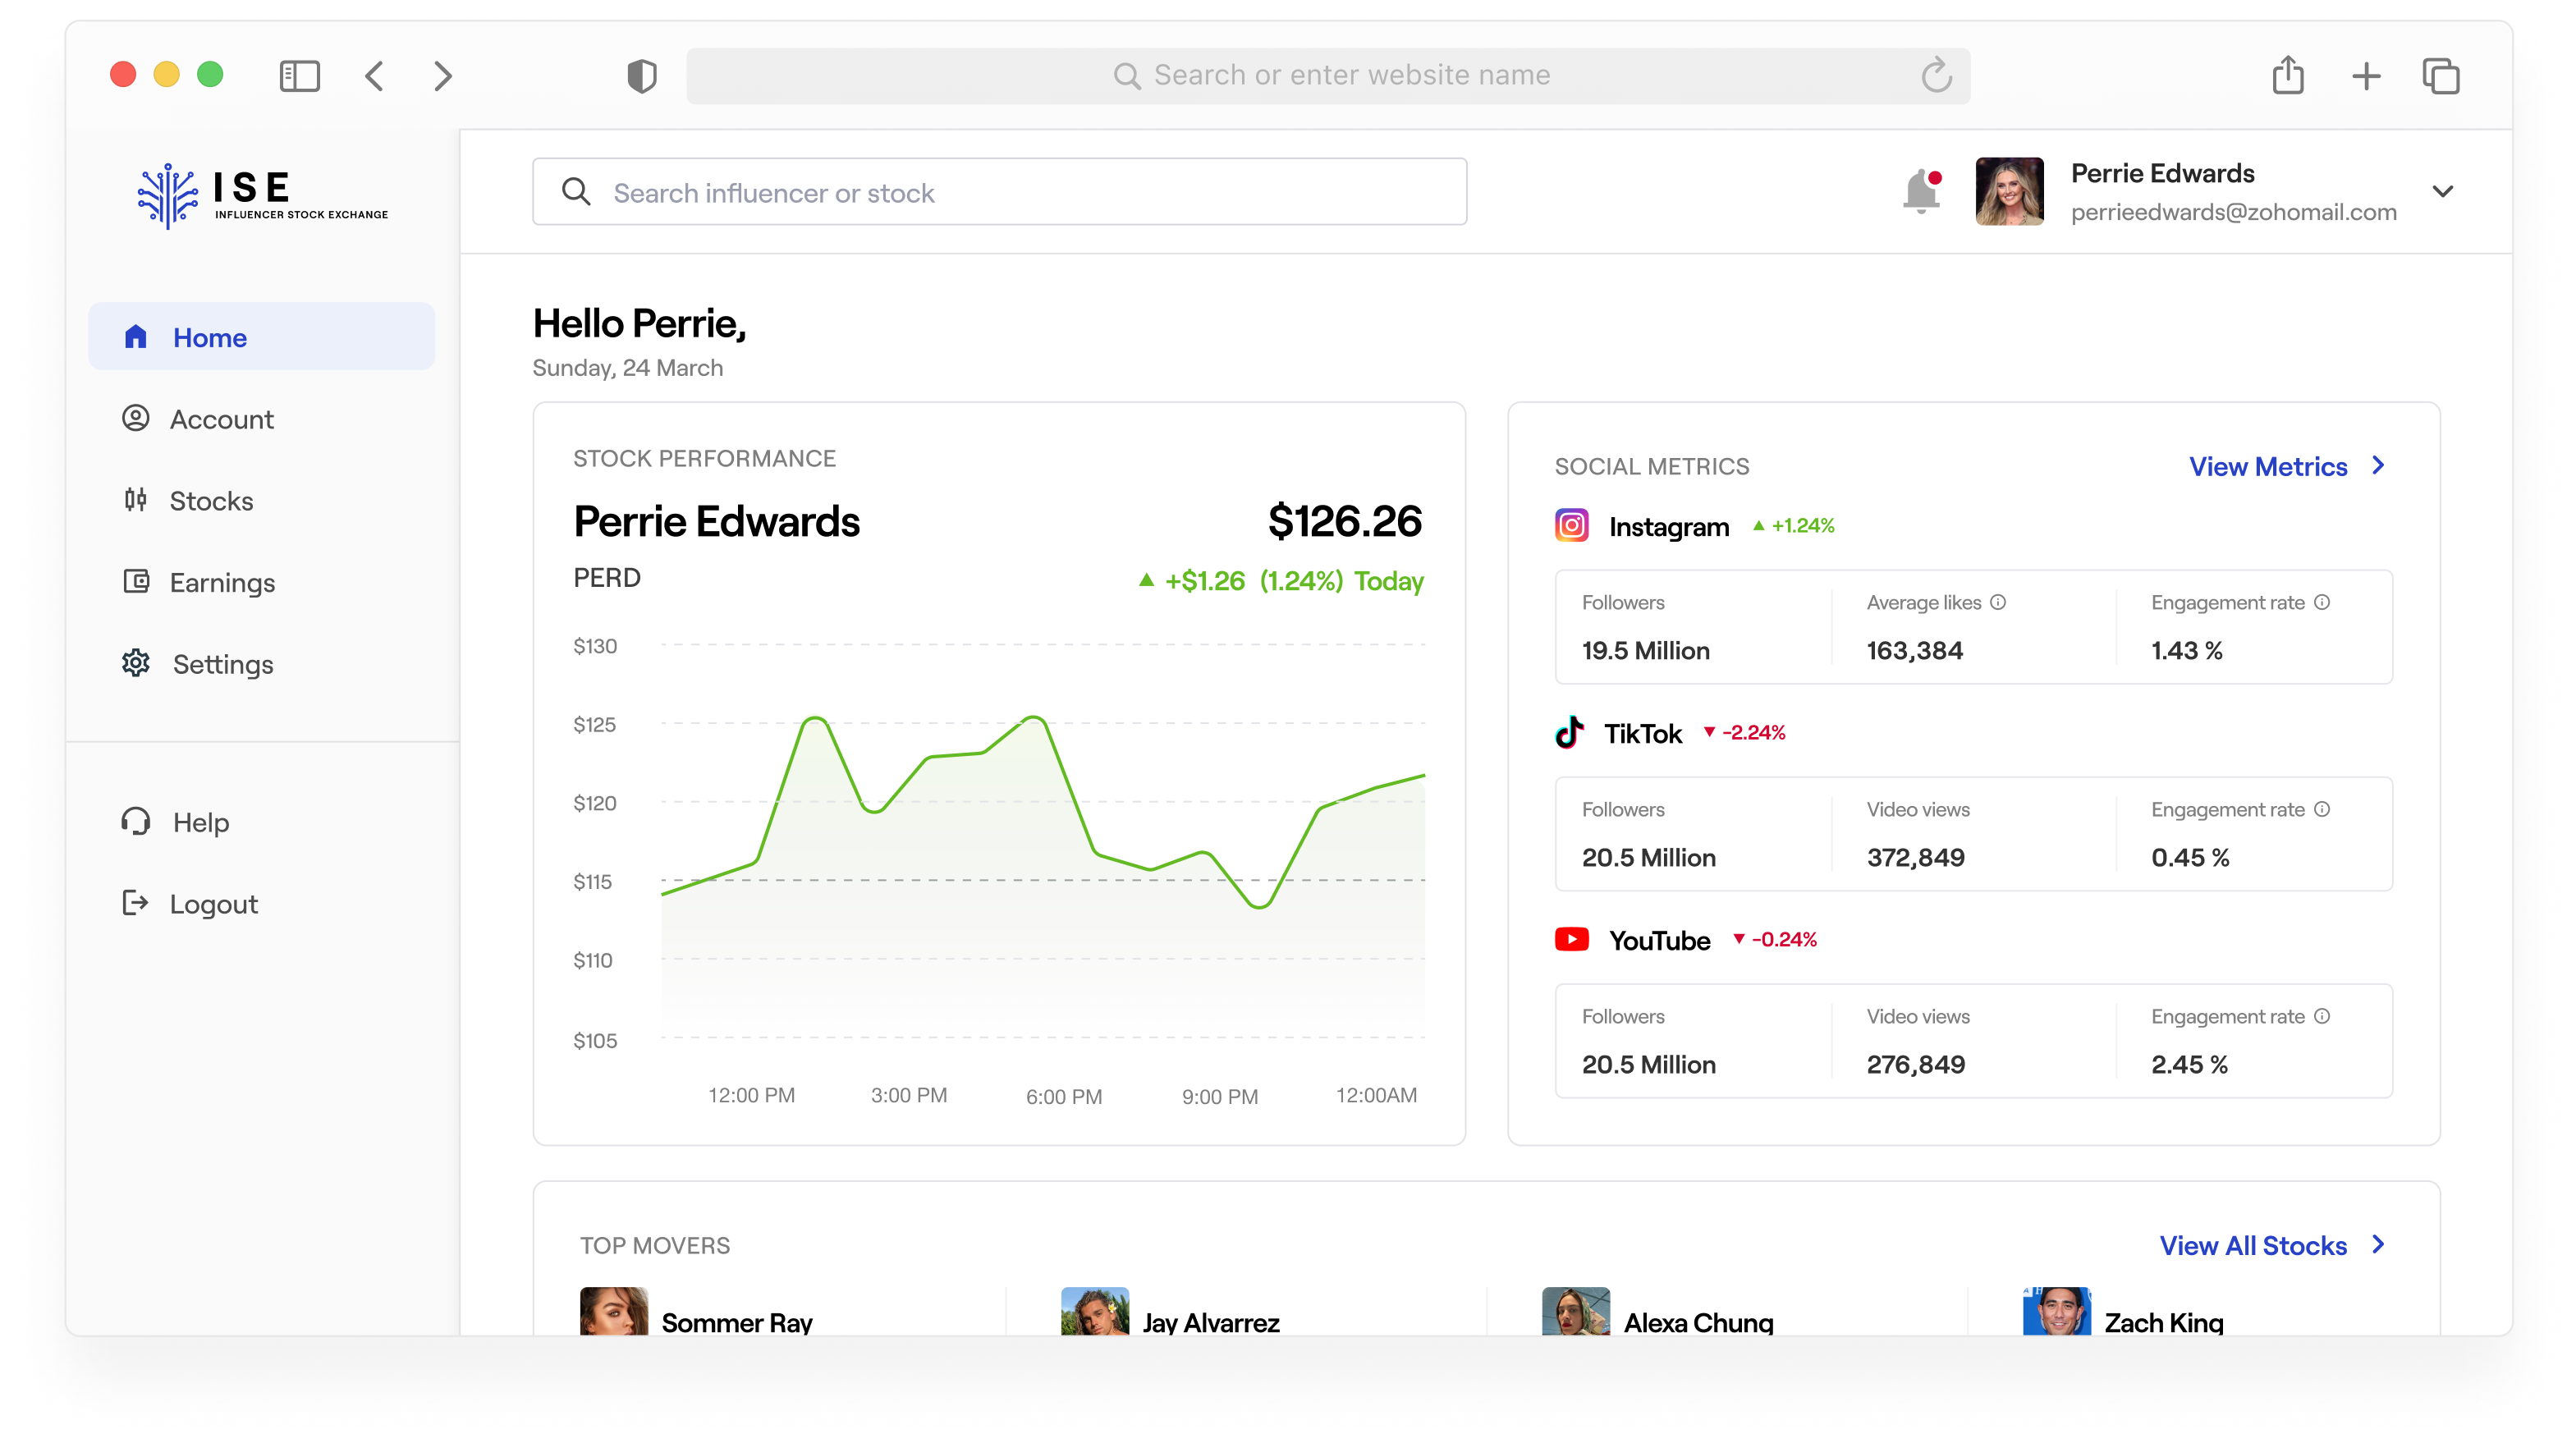 Search or enter website name
ISE
INFLUENCER STOCK EXCHANGE
Search influencer or stock
Perrie Edwards
perrieedwards@zohomail.com
Home
Account
Stocks
Earnings
Settings
Help
Logout
Hello Perrie,
Sunday, 24 March
STOCK PERFORMANCE
Perrie Edwards $126.26
PERD +$1.26 (1.24%) Today
$130
$125
$120
$115
$110
$105
12:00 PM 3:00 PM 6:00 PM 9:00 PM 12:00AM
SOCIAL METRICS View Metrics
Instagram +1.24%
Followers Average likes Engagement rate
19.5 Million 163,384 1.43 %
TikTok -2.24%
Followers Video views Engagement rate
20.5 Million 372,849 0.45 %
YouTube -0.24%
Followers Video views Engagement rate
20.5 Million 276,849 2.45 %
TOP MOVERS View All Stocks
Sommer Ray Jay Alvarrez Alexa Chung Zach King